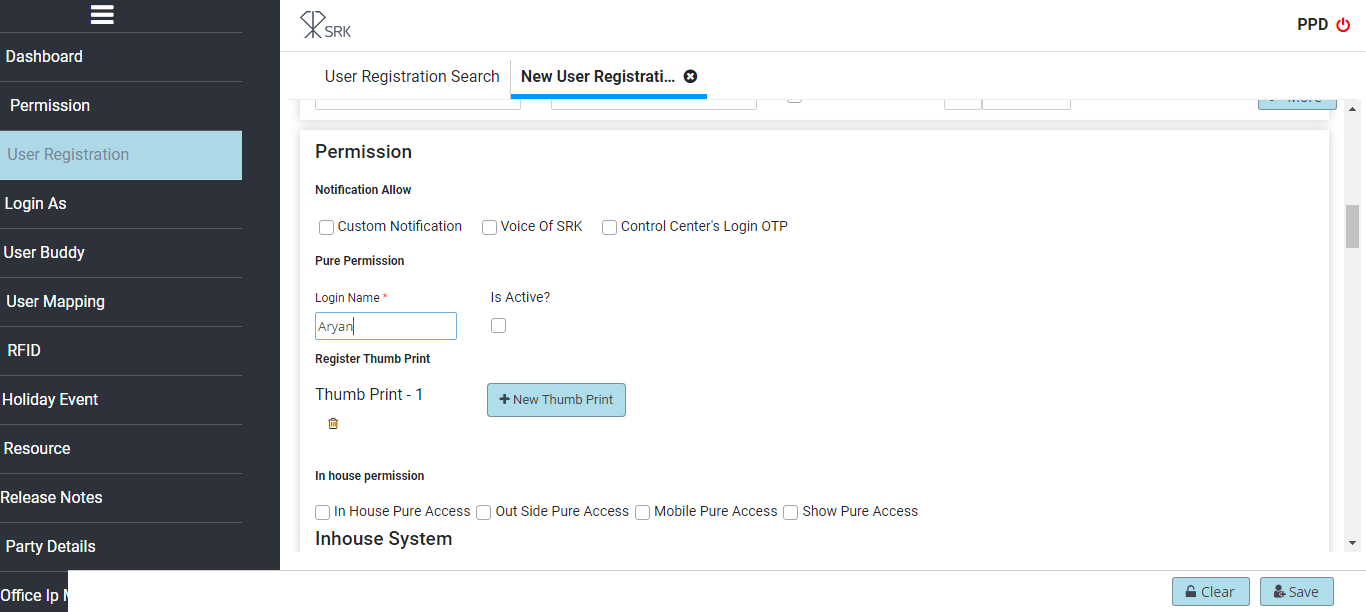 SRK
PPD
Dashboard
Permission
User Registration
Login As
User Buddy
User Mapping
RFID
Holiday Event
Resource
Release Notes
Party Details
Office Ip
User Registration Search
New User Registrati...
More
Permission
Notification Allow
Custom Notification Voice Of SRK Control Center's Login OTP
Pure Permission
Login Name * Is Active?
Aryan
Register Thumb Print
Thumb Print - 1 New Thumb Print
In house permission
In House Pure Access Out Side Pure Access Mobile Pure Access Show Pure Access
Inhouse System
Clear Save